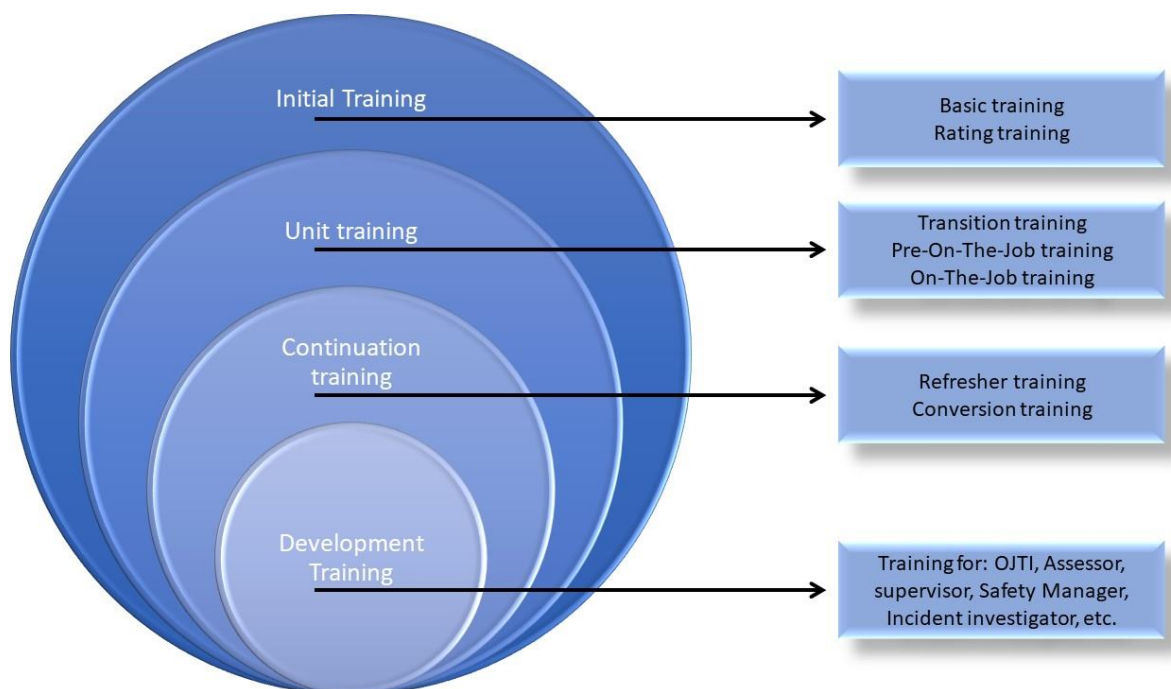 Initial Training
Basic training
Rating training
Unit training
Transition training
Pre-On-The-Job training
On-The-Job training
Continuation
training
Refresher training
Conversion training
Development
Training
Training for: OJTI, Assessor,
supervisor, Safety Manager,
Incident investigator, etc.